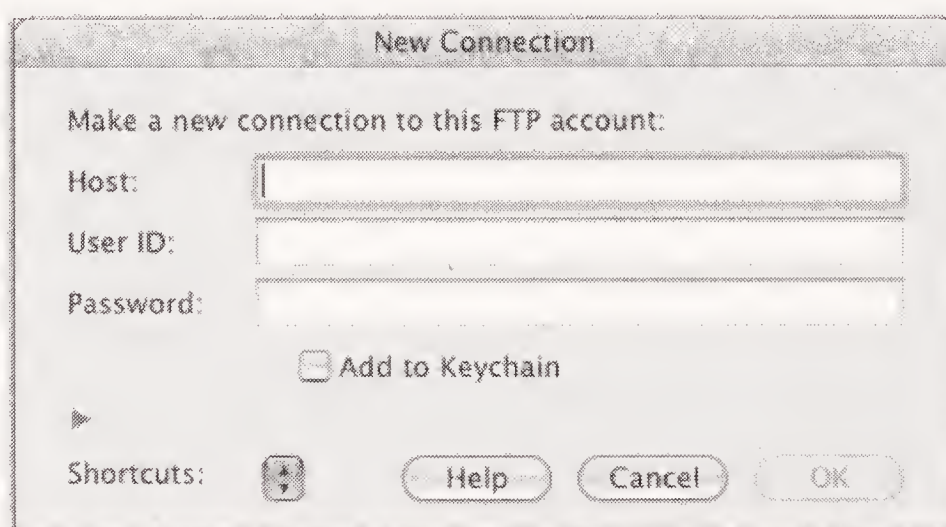 New Connection
Make a new connection to this FTP account:
Host:
User ID:
Password:
Add to Keychain
Shortcuts:
Help
Cancel
OK